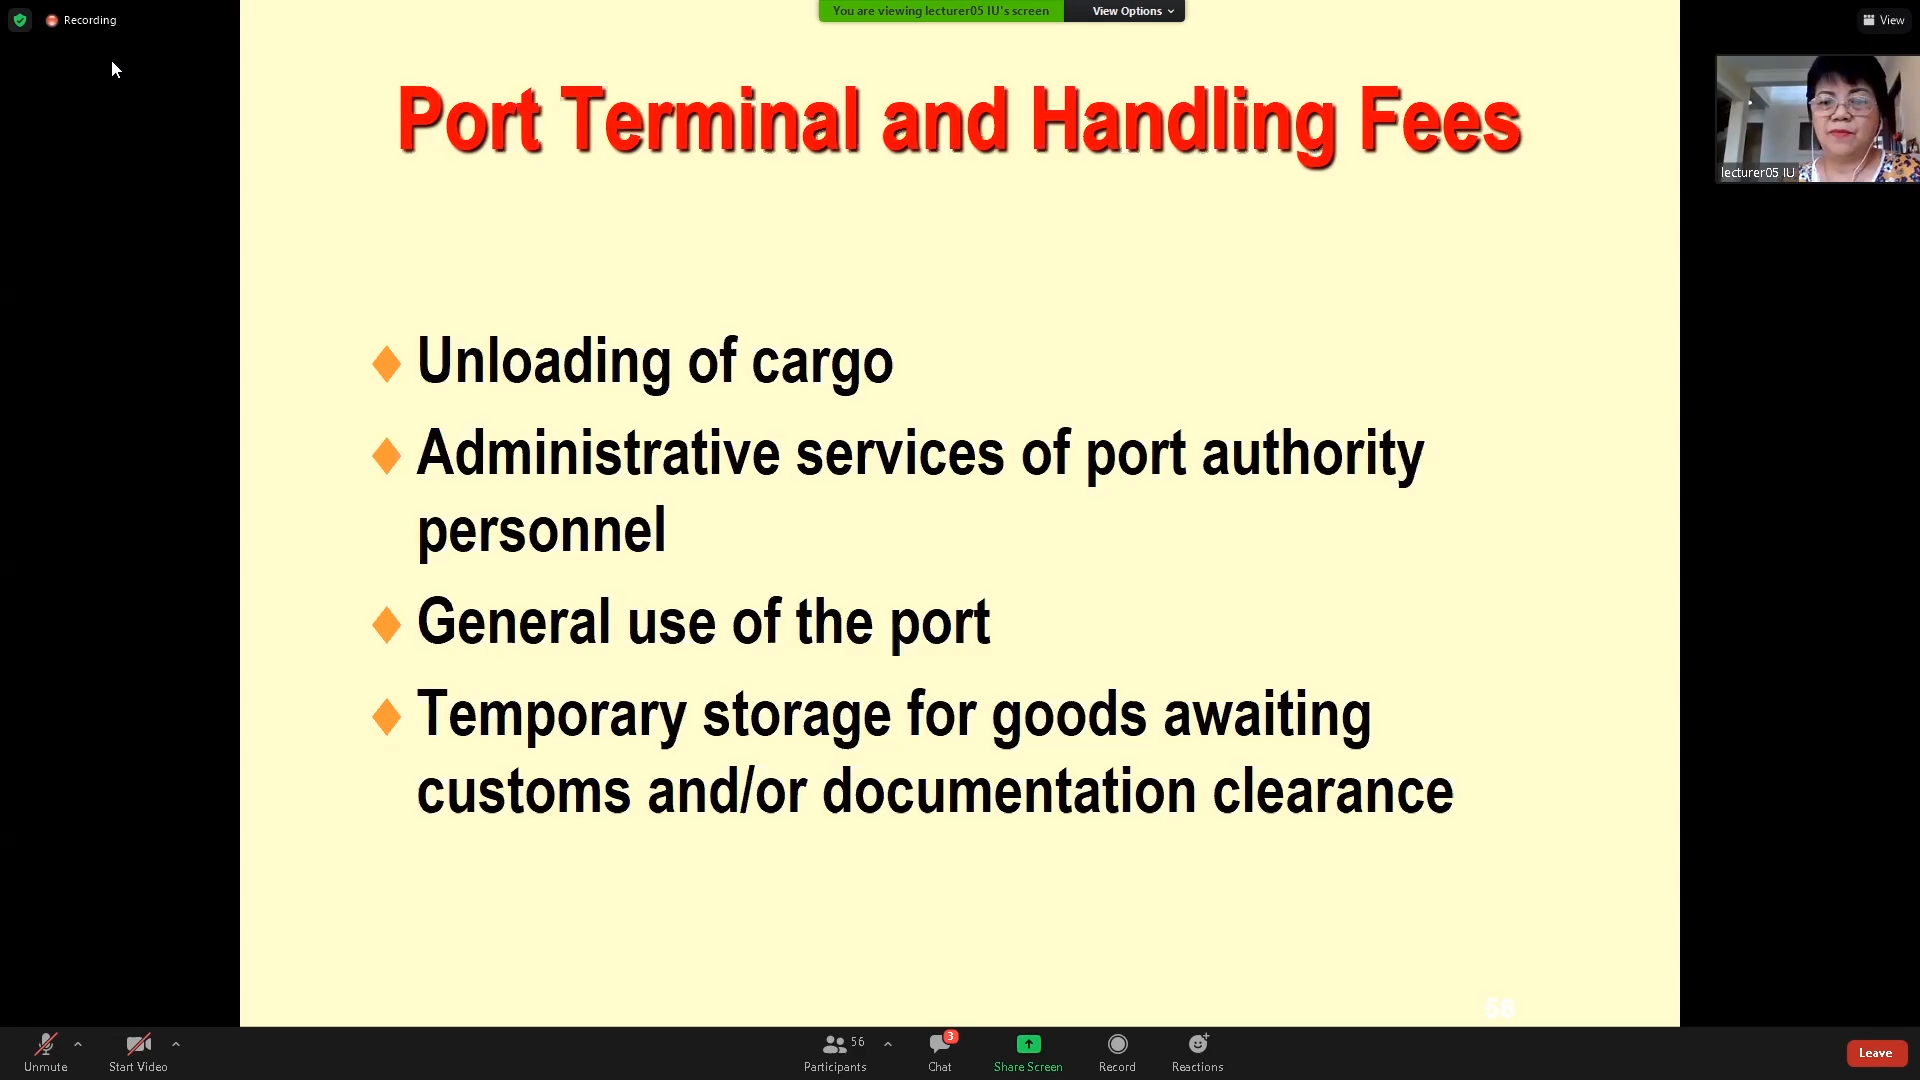 Recording
You are viewing lecturer05 IU's screen
View Options
View
Port Terminal and Handling Fees
lecturer05 IU
Unloading of cargo
Administrative services of port authority
personnel
General use of the port
Temporary storage for goods awaiting
customs and/or documentation clearance
56
Unmute
Start Video
56
Participants
3
Chat
Share Screen
Record
Reactions
Leave